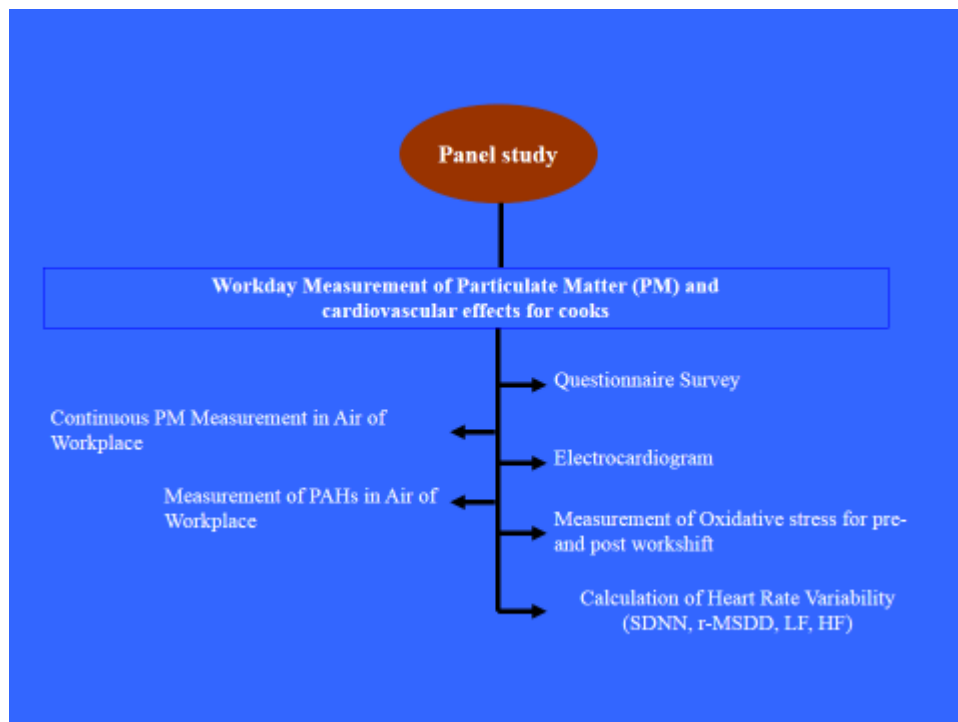 Panel study
Workday Measurement of Particulate Matter (PM) and
cardiovascular effects for cooks
Questionnaire Survey
Continuous PM Measurement in Air of
Workplace
Electrocardiogram
Measurement of PAHs in Air of
Workplace
Measurement of Oxidative stress for pre-
and post workshift
Calculation of Heart Rate Variability
(SDNN, r-MSDD, LF, HF)